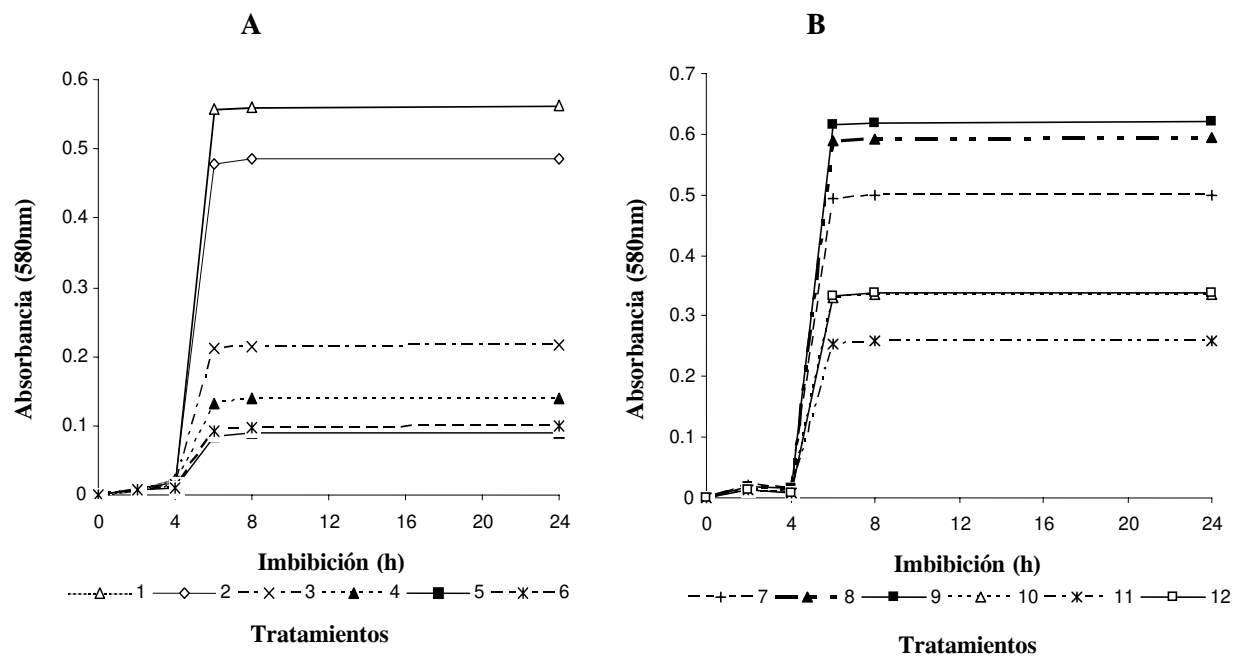 A
0.6
0.5
0.4
0.3
0.2
0.1
0
Absorbancia (580nm)
0 4 8 12 16 20 24
Imbibición (h)
1 2 3 4 5 6
Tratamientos
B
0.7
0.6
0.5
0.4
0.3
0.2
0.1
0
Absorbancia (580nm)
0 4 8 12 16 20 24
Imbibición (h)
7 8 9 10 11 12
Tratamientos